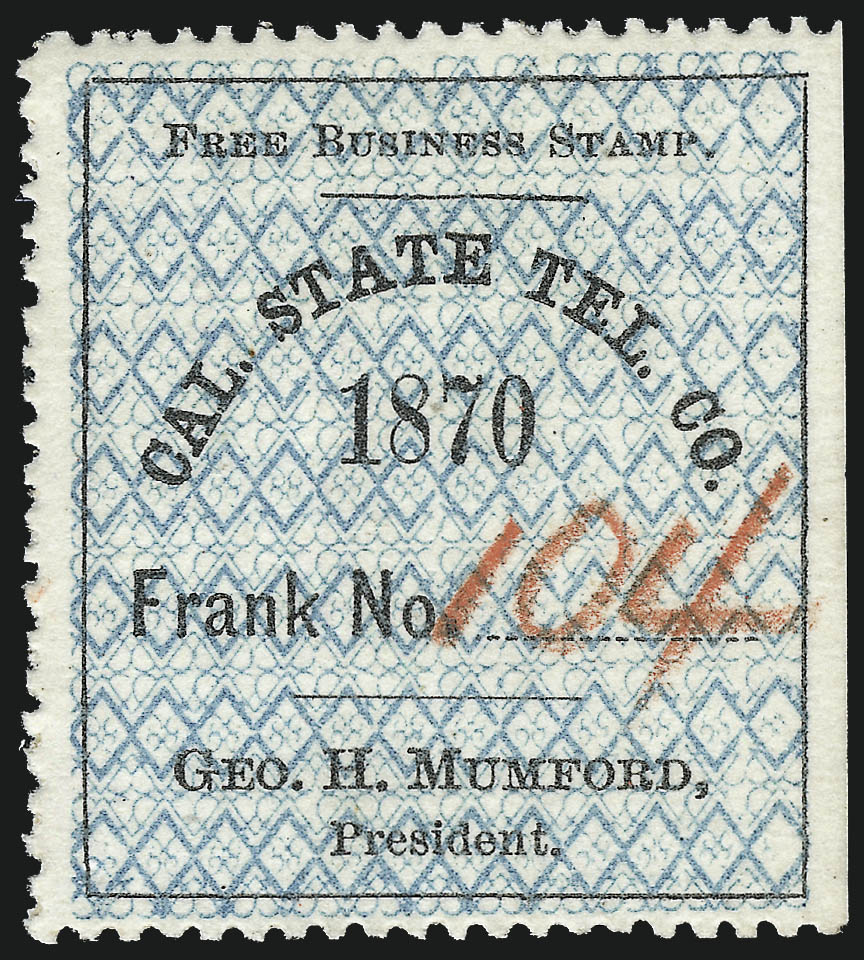 FREE BUSINESS STAMP.
CAL. STATE TEL. CO.
1870
Frank No. 104
GEO. H. MUMFORD,
President.